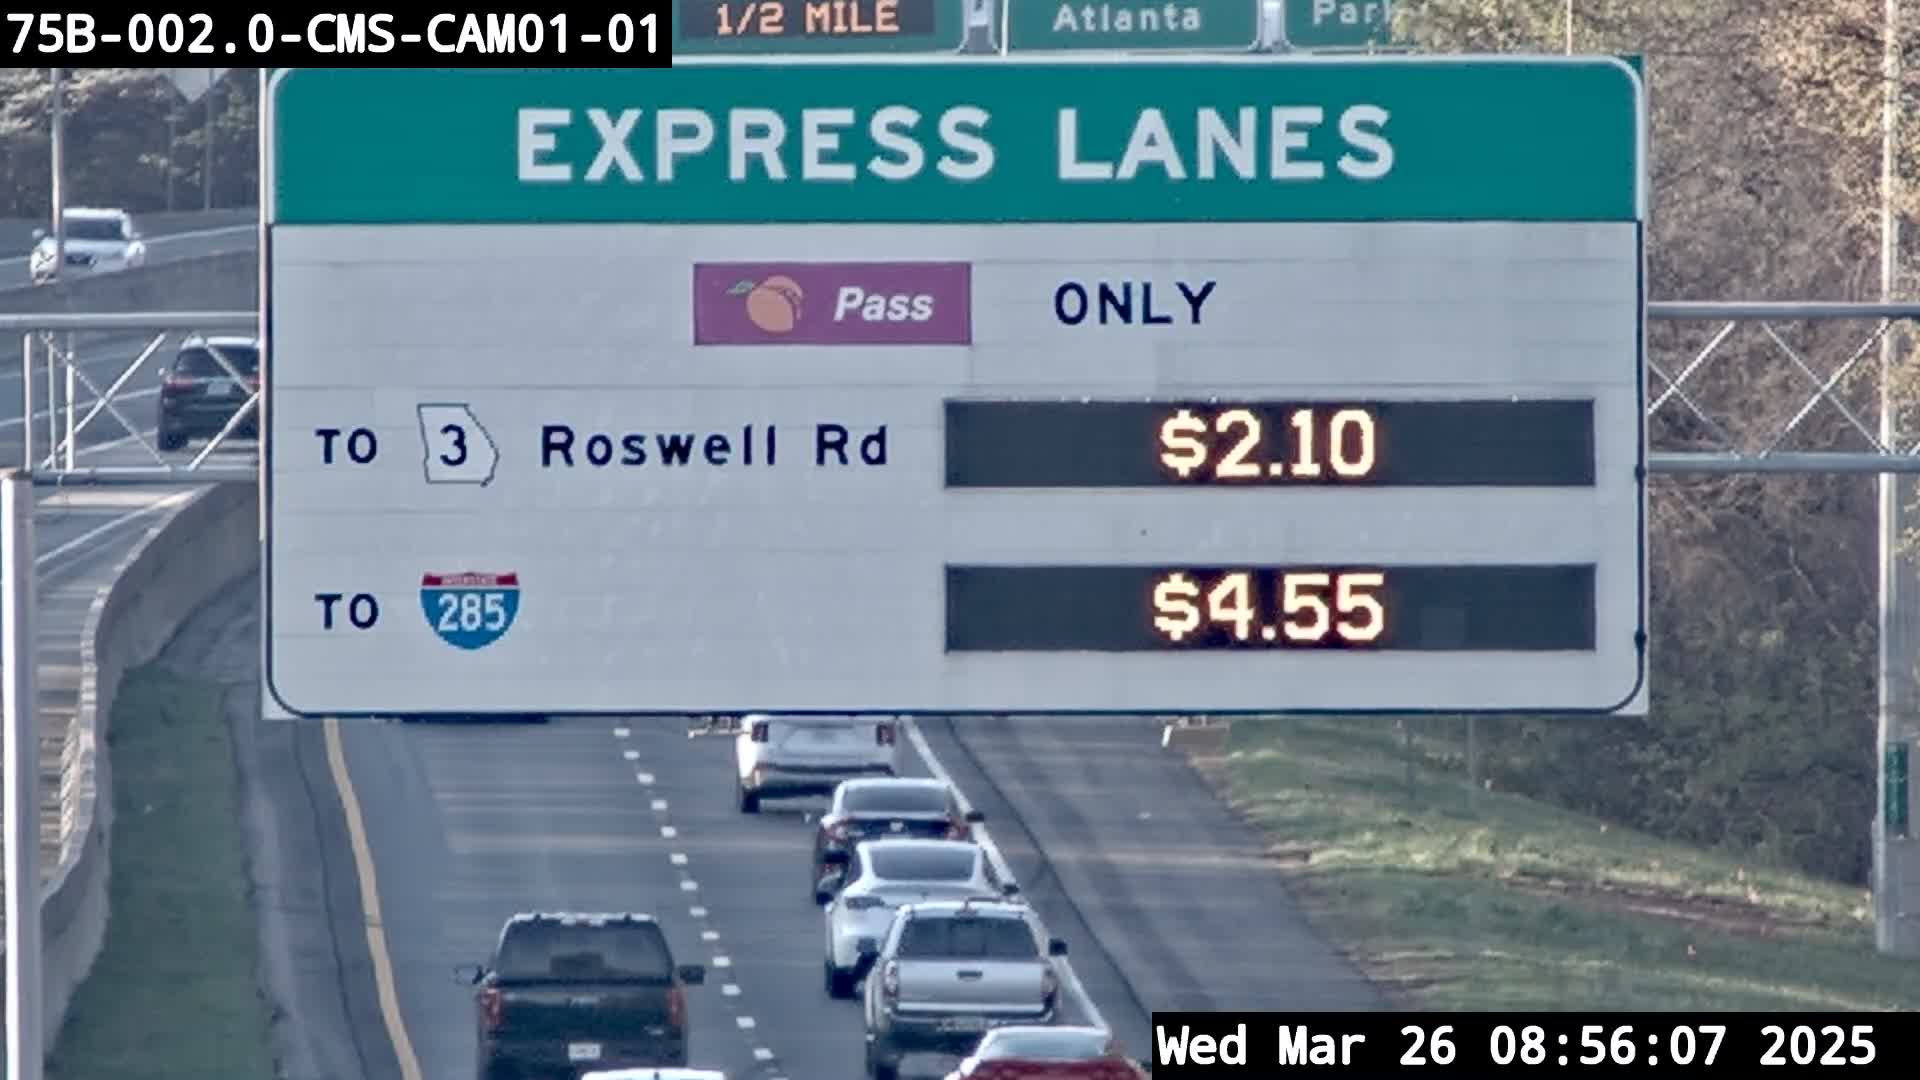 75B-002.0-CMS-CAM01-01
1/2 MILE
Atlanta
EXPRESS LANES
Pass ONLY
TO 3 Roswell Rd $2.10
INTERSTATE
TO 285 $4.55
Wed Mar 26 08:56:07 2025